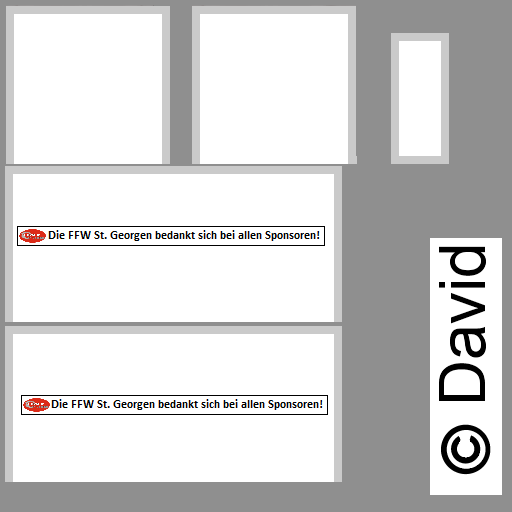 Die FFW St. Georgen bedankt sich bei allen Sponsoren!
Die FFW St. Georgen bedankt sich bei allen Sponsoren!
© David